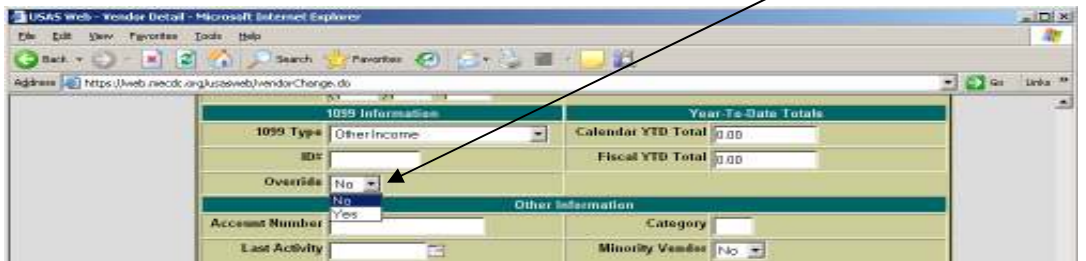 USAS Web - Vendor Detail - Microsoft Internet Explorer
File Edit View Favorites Tools Help
Back Search Favorites
Address https://web.mecdc.org/usasweb/vendorChange.do Go Links »
1099 Information Year-To-Date Totals
1099 Type Other Income Calendar YTD Total 0.00
ID# Fiscal YTD Total 0.00
Override No
No
Yes
Other Information
Account Number Category
Last Activity Minority Vendor No